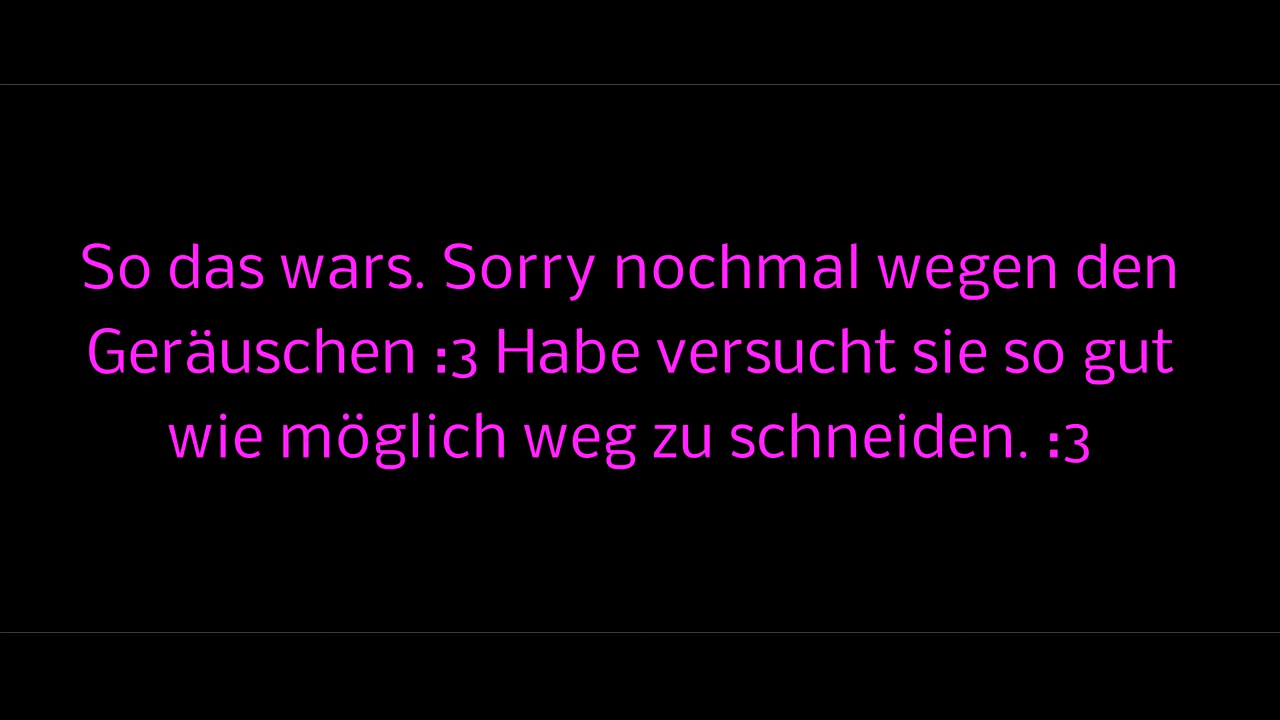 So das wars. Sorry nochmal wegen den
Geräuschen :3 Habe versucht sie so gut
wie möglich weg zu schneiden. :3